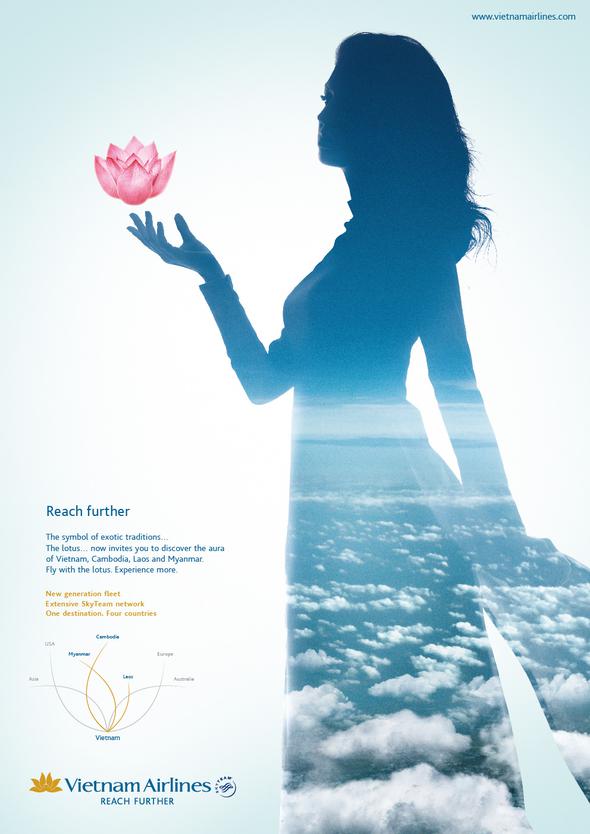 www.vietnamairlines.com
Reach further
The symbol of exotic traditions...
The lotus... now invites you to discover the aura
of Vietnam, Cambodia, Laos and Myanmar.
Fly with the lotus. Experience more.
New generation fleet
Extensive SkyTeam network
One destination. Four countries
Cambodia
USA
Myanmar
Europe
Laos
Asia
Australia
Vietnam
Vietnam Airlines
REACH FURTHER